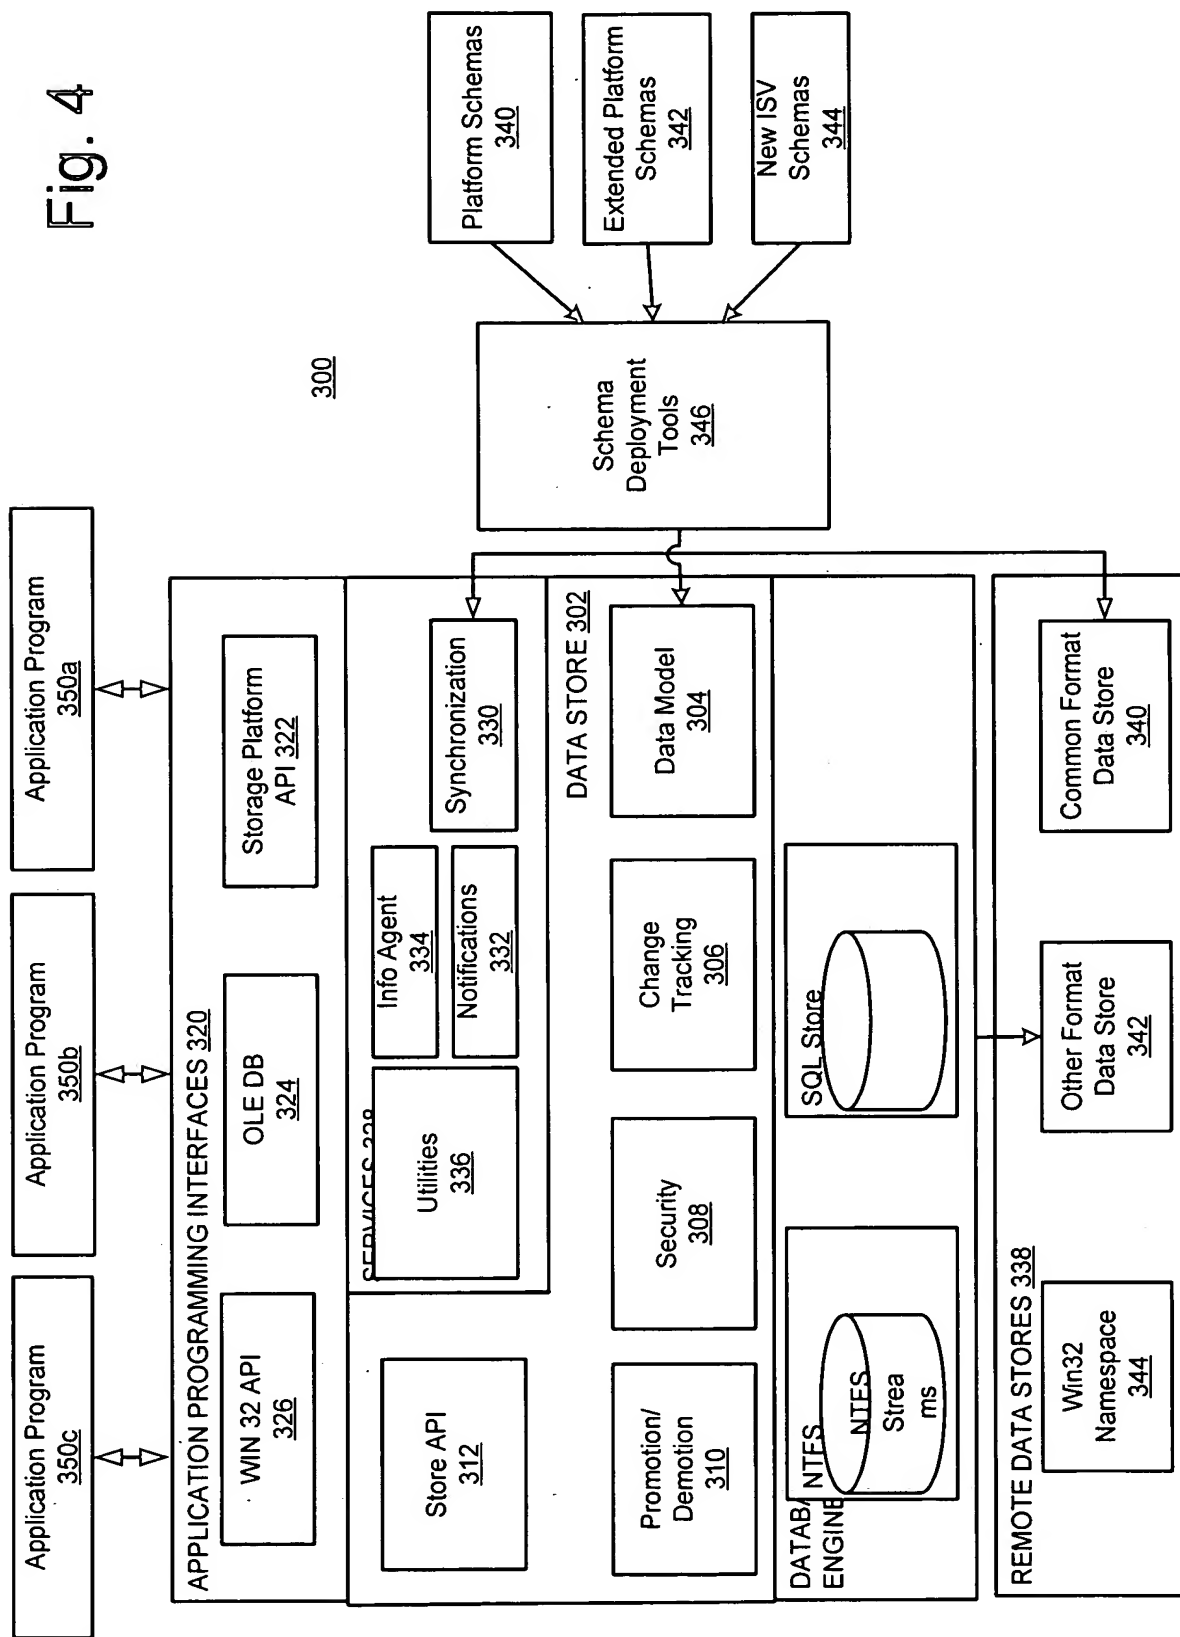 Fig. 4
300
Application Program
350c
Application Program
350b
Application Program
350a
APPLICATION PROGRAMMING INTERFACES 320
WIN 32 API
326
OLE DB
324
Storage Platform
API 322
Store API
312
Utilities
336
Info Agent
334
Notifications
332
Synchronization
330
DATA STORE 302
Promotion/
Demotion
310
Security
308
Change
Tracking
306
Data Model
304
ENGINE
NTFS
Strea
ms
SQL Store
REMOTE DATA STORES 338
Win32
Namespace
344
Other Format
Data Store
342
Common Format
Data Store
340
Schema
Deployment
Tools
346
Platform Schemas
340
Extended Platform
Schemas
342
New ISV
Schemas
344